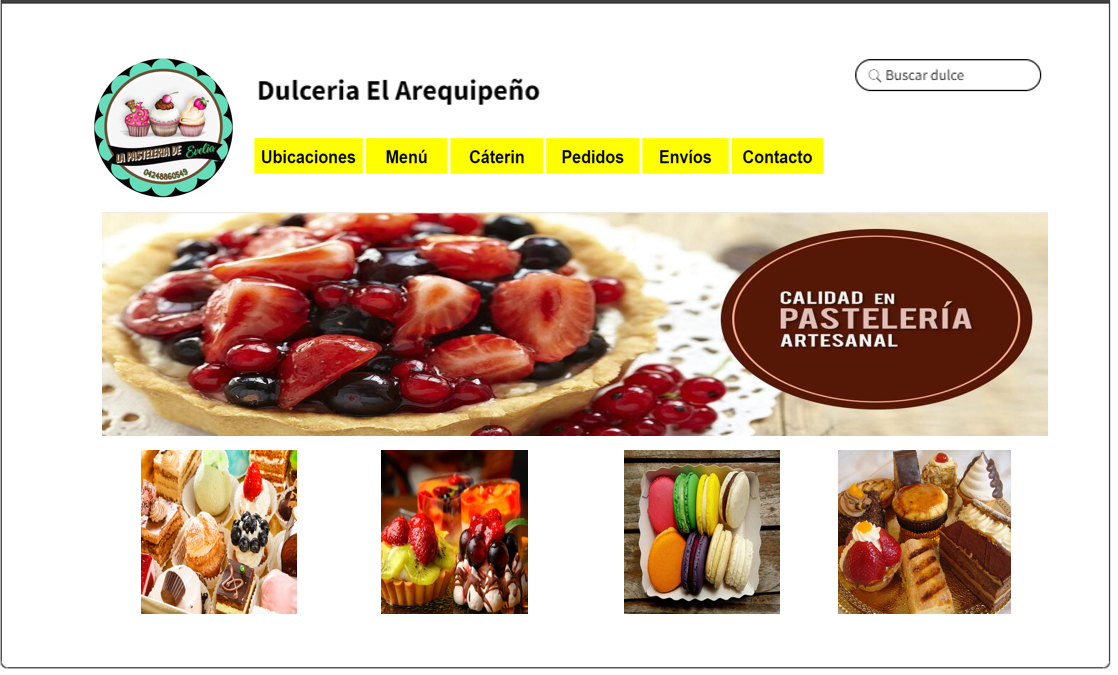 Dulceria El Arequipeño
Buscar dulce
LA PASTELERIA DE Evelia
04248860549
Ubicaciones Menú Cáterin Pedidos Envíos Contacto
CALIDAD EN
PASTELERÍA
ARTESANAL